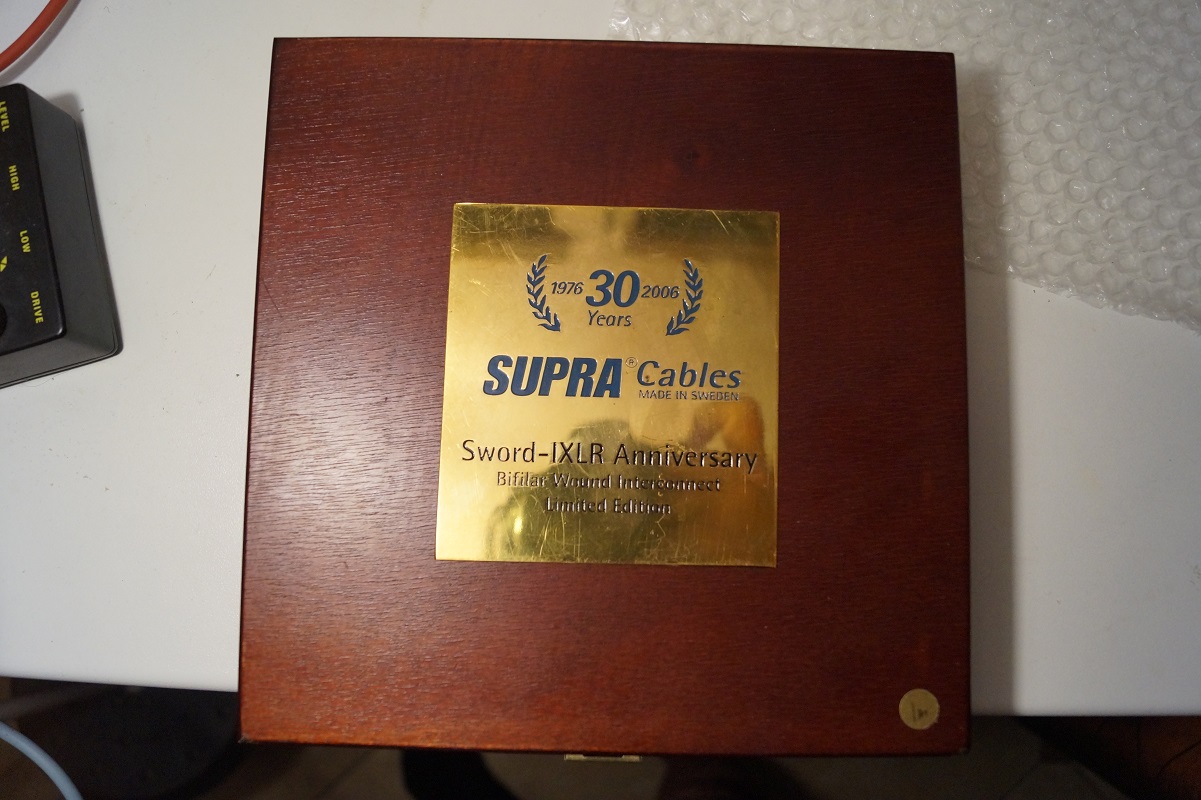 LEVEL
HIGH
LOW
DRIVE
1976 30 2006
Years
SUPRA® Cables
MADE IN SWEDEN
Sword-IXLR Anniversary
Bifilar Wound Interconnect
Limited Edition